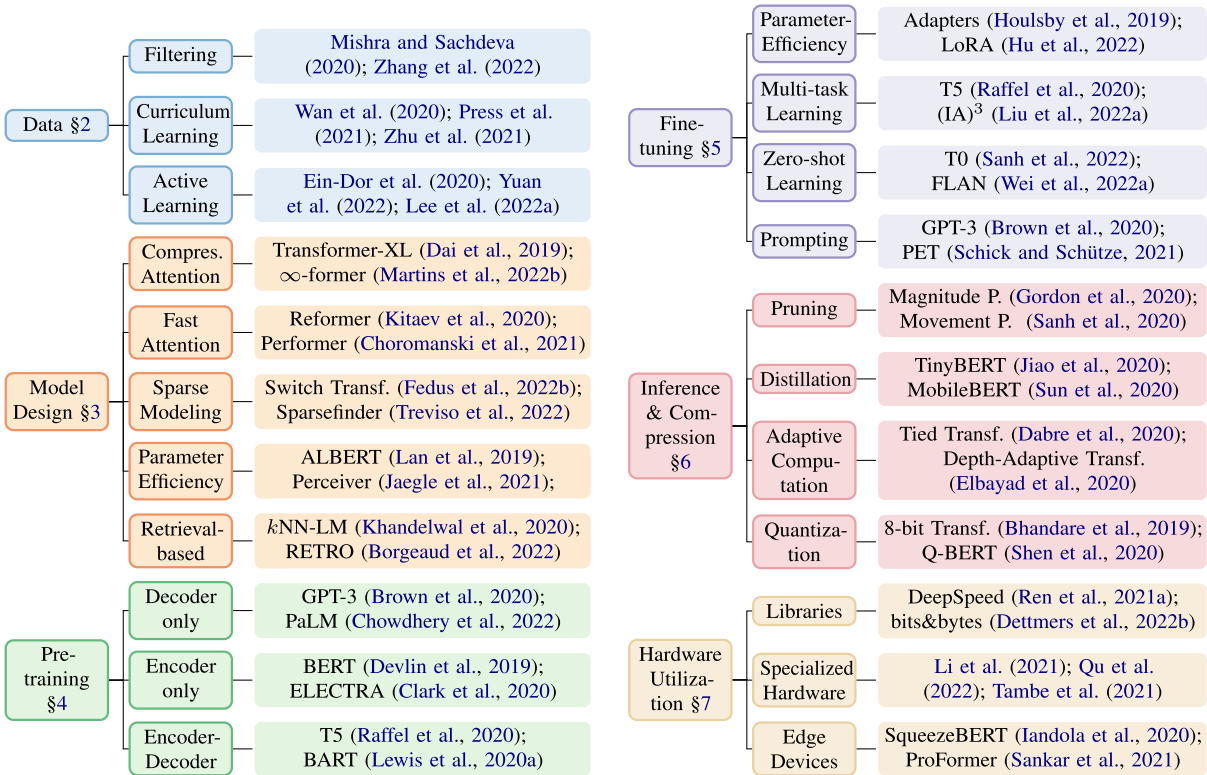 Data §2
Filtering
Mishra and Sachdeva
(2020); Zhang et al. (2022)
Curriculum
Learning
Wan et al. (2020); Press et al.
(2021); Zhu et al. (2021)
Active
Learning
Ein-Dor et al. (2020); Yuan
et al. (2022); Lee et al. (2022a)
Model
Design §3
Compres.
Attention
Transformer-XL (Dai et al., 2019);
∞-former (Martins et al., 2022b)
Fast
Attention
Reformer (Kitaev et al., 2020);
Performer (Choromanski et al., 2021)
Sparse
Modeling
Switch Transf. (Fedus et al., 2022b);
Sparsefinder (Treviso et al., 2022)
Parameter
Efficiency
ALBERT (Lan et al., 2019);
Perceiver (Jaegle et al., 2021);
Retrieval-
based
kNN-LM (Khandelwal et al., 2020);
RETRO (Borgeaud et al., 2022)
Pre-
training
§4
Decoder
only
GPT-3 (Brown et al., 2020);
PaLM (Chowdhery et al., 2022)
Encoder
only
BERT (Devlin et al., 2019);
ELECTRA (Clark et al., 2020)
Encoder-
Decoder
T5 (Raffel et al., 2020);
BART (Lewis et al., 2020a)
Fine-
tuning §5
Parameter-
Efficiency
Adapters (Houlsby et al., 2019);
LoRA (Hu et al., 2022)
Multi-task
Learning
T5 (Raffel et al., 2020);
(IA)³ (Liu et al., 2022a)
Zero-shot
Learning
T0 (Sanh et al., 2022);
FLAN (Wei et al., 2022a)
Prompting
GPT-3 (Brown et al., 2020);
PET (Schick and Schütze, 2021)
Inference
& Com-
pression
§6
Pruning
Magnitude P. (Gordon et al., 2020);
Movement P. (Sanh et al., 2020)
Distillation
TinyBERT (Jiao et al., 2020);
MobileBERT (Sun et al., 2020)
Adaptive
Compu-
tation
Tied Transf. (Dabre et al., 2020);
Depth-Adaptive Transf.
(Elbayad et al., 2020)
Quantiza-
tion
8-bit Transf. (Bhandare et al., 2019);
Q-BERT (Shen et al., 2020)
Hardware
Utiliza-
tion §7
Libraries
DeepSpeed (Ren et al., 2021a);
bits&bytes (Dettmers et al., 2022b)
Specialized
Hardware
Li et al. (2021); Qu et al.
(2022); Tambe et al. (2021)
Edge
Devices
SqueezeBERT (Iandola et al., 2020);
ProFormer (Sankar et al., 2021)